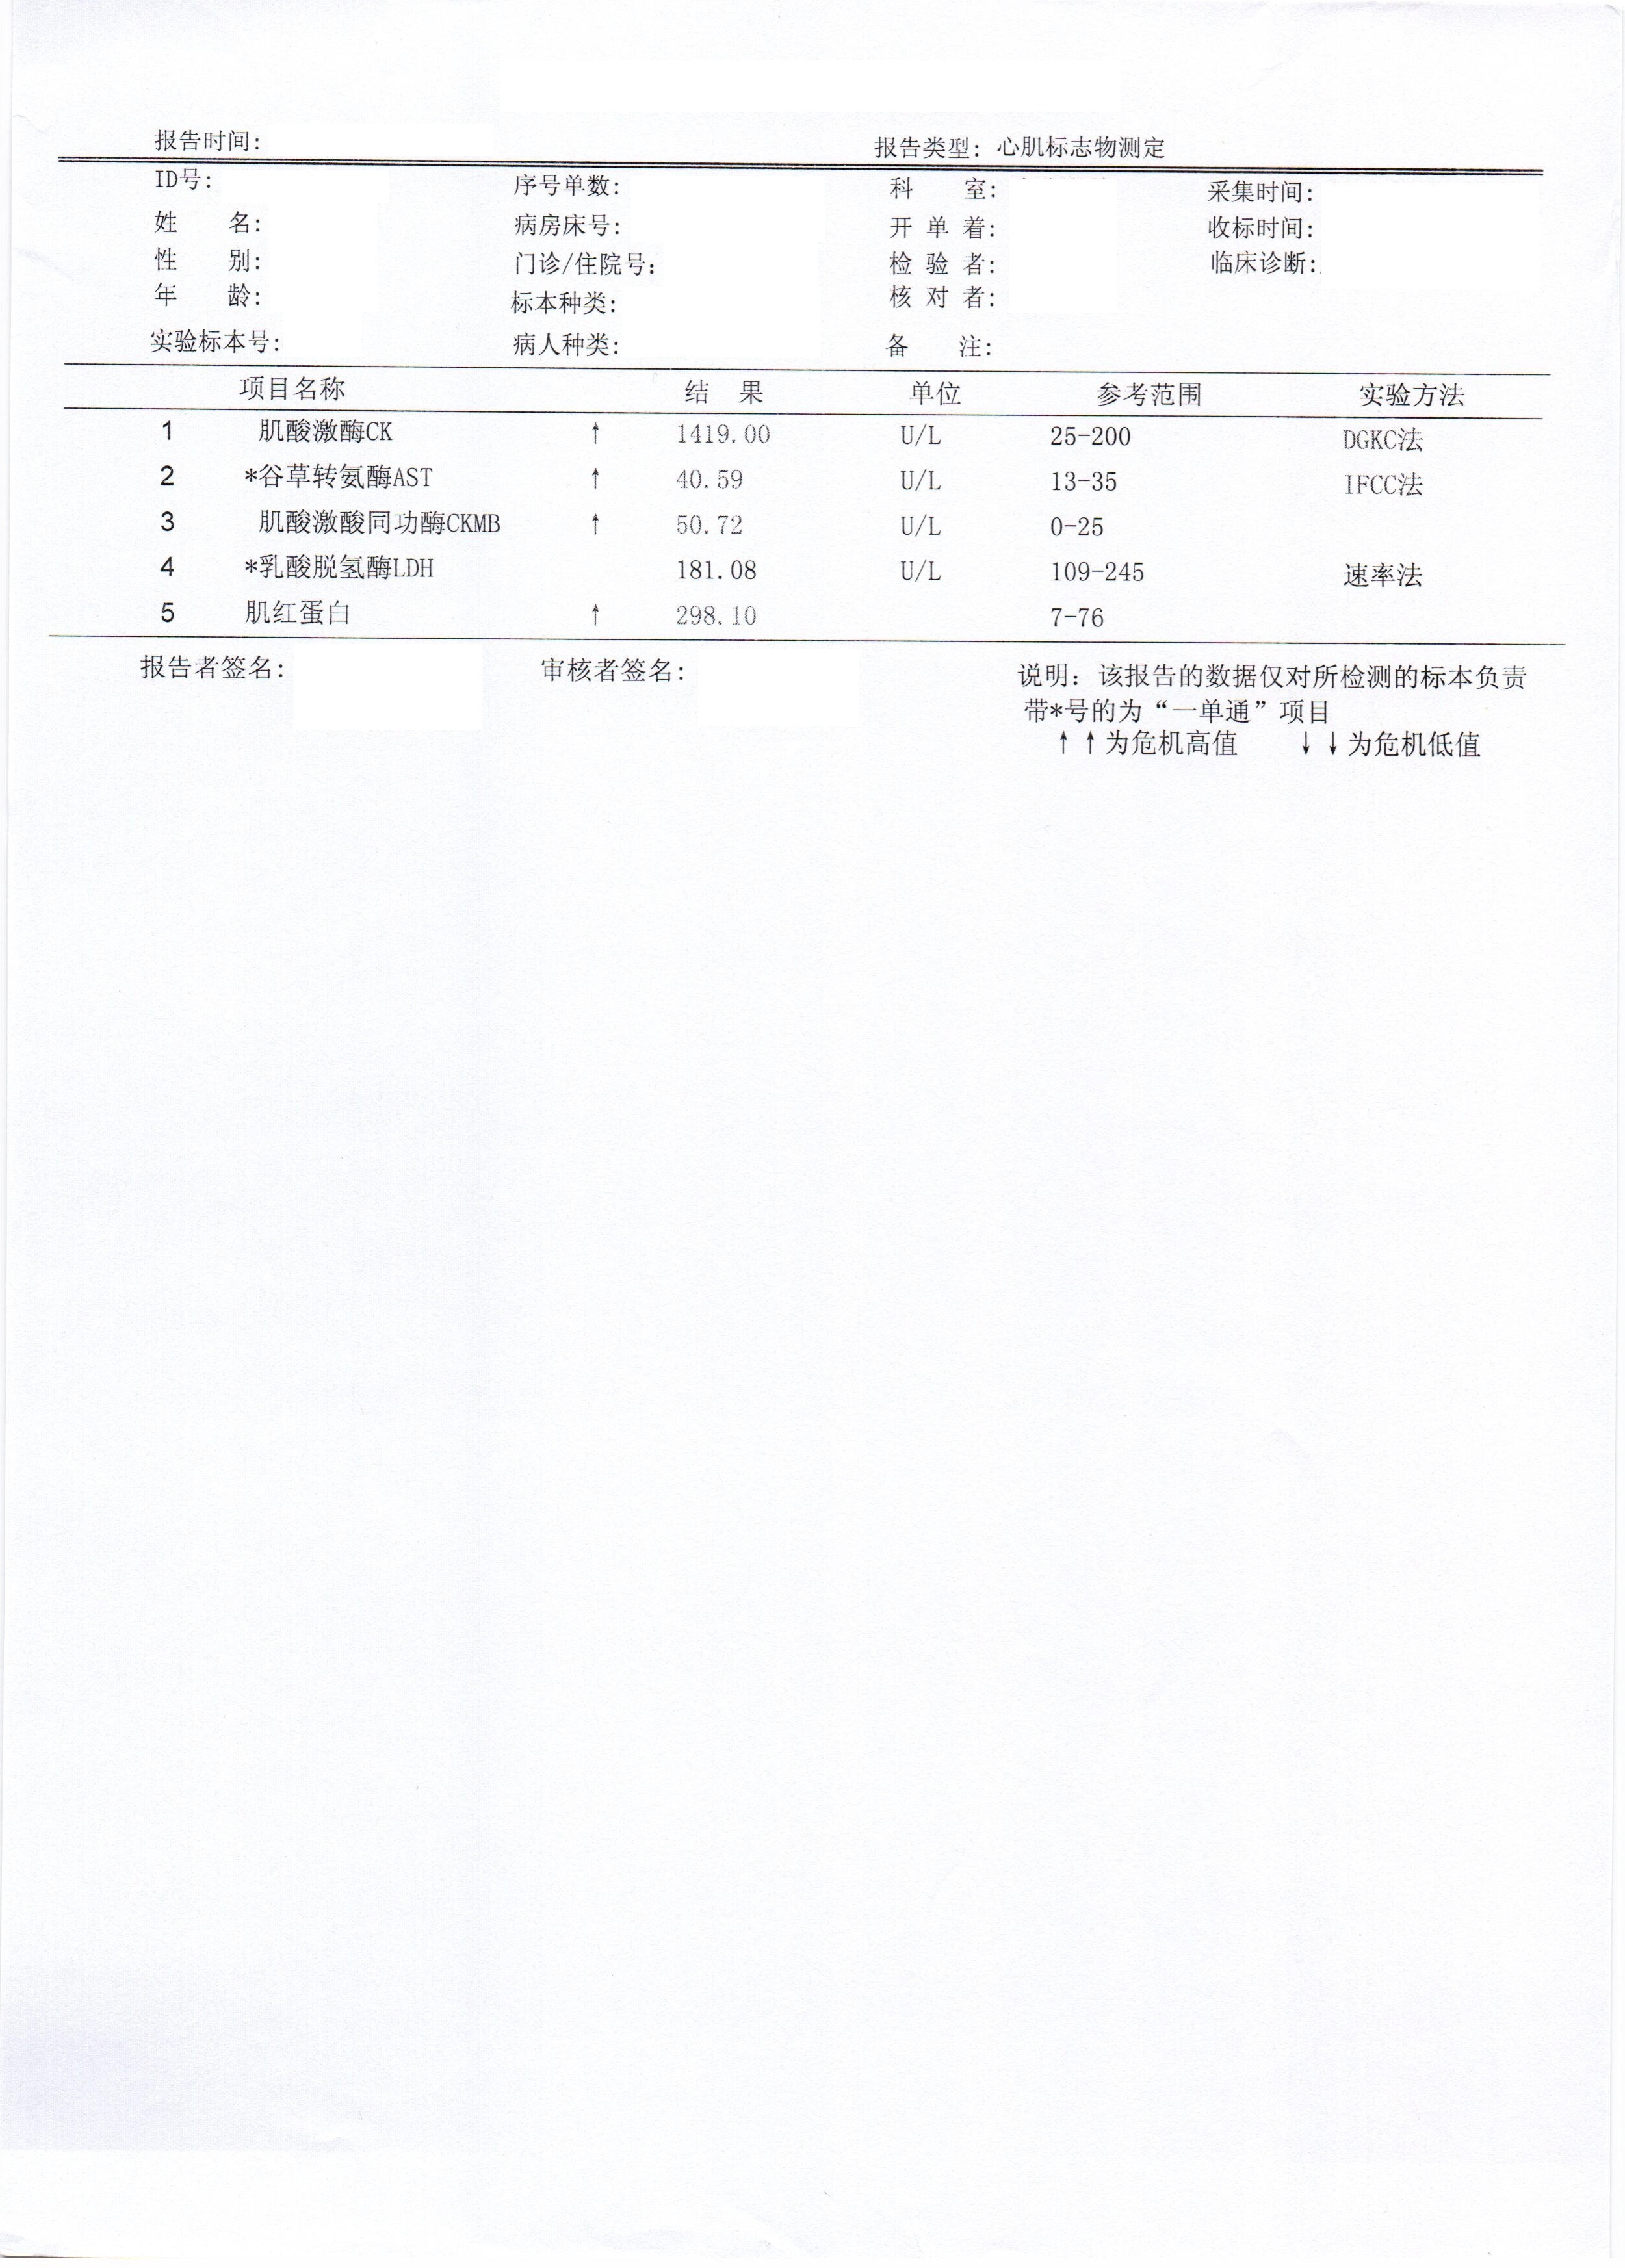 报告时间: 报告类型: 心肌标志物测定
ID号: 序号单数: 科 室: 采集时间:
姓 名: 病房床号: 开 单 着: 收标时间:
性 别: 门诊/住院号: 检 验 者: 临床诊断:
年 龄: 标本种类: 核 对 者:
实验标本号: 病人种类: 备 注:
项目名称 结 果 单位 参考范围 实验方法
1 肌酸激酶CK ↑ 1419.00 U/L 25-200 DGKC法
2 *谷草转氨酶AST ↑ 40.59 U/L 13-35 IFCC法
3 肌酸激酸同功酶CKMB ↑ 50.72 U/L 0-25
4 *乳酸脱氢酶LDH 181.08 U/L 109-245 速率法
5 肌红蛋白 ↑ 298.10 7-76
报告者签名: 审核者签名: 说明: 该报告的数据仅对所检测的标本负责
带*号的为“一单通”项目
↑↑为危机高值 ↓↓为危机低值